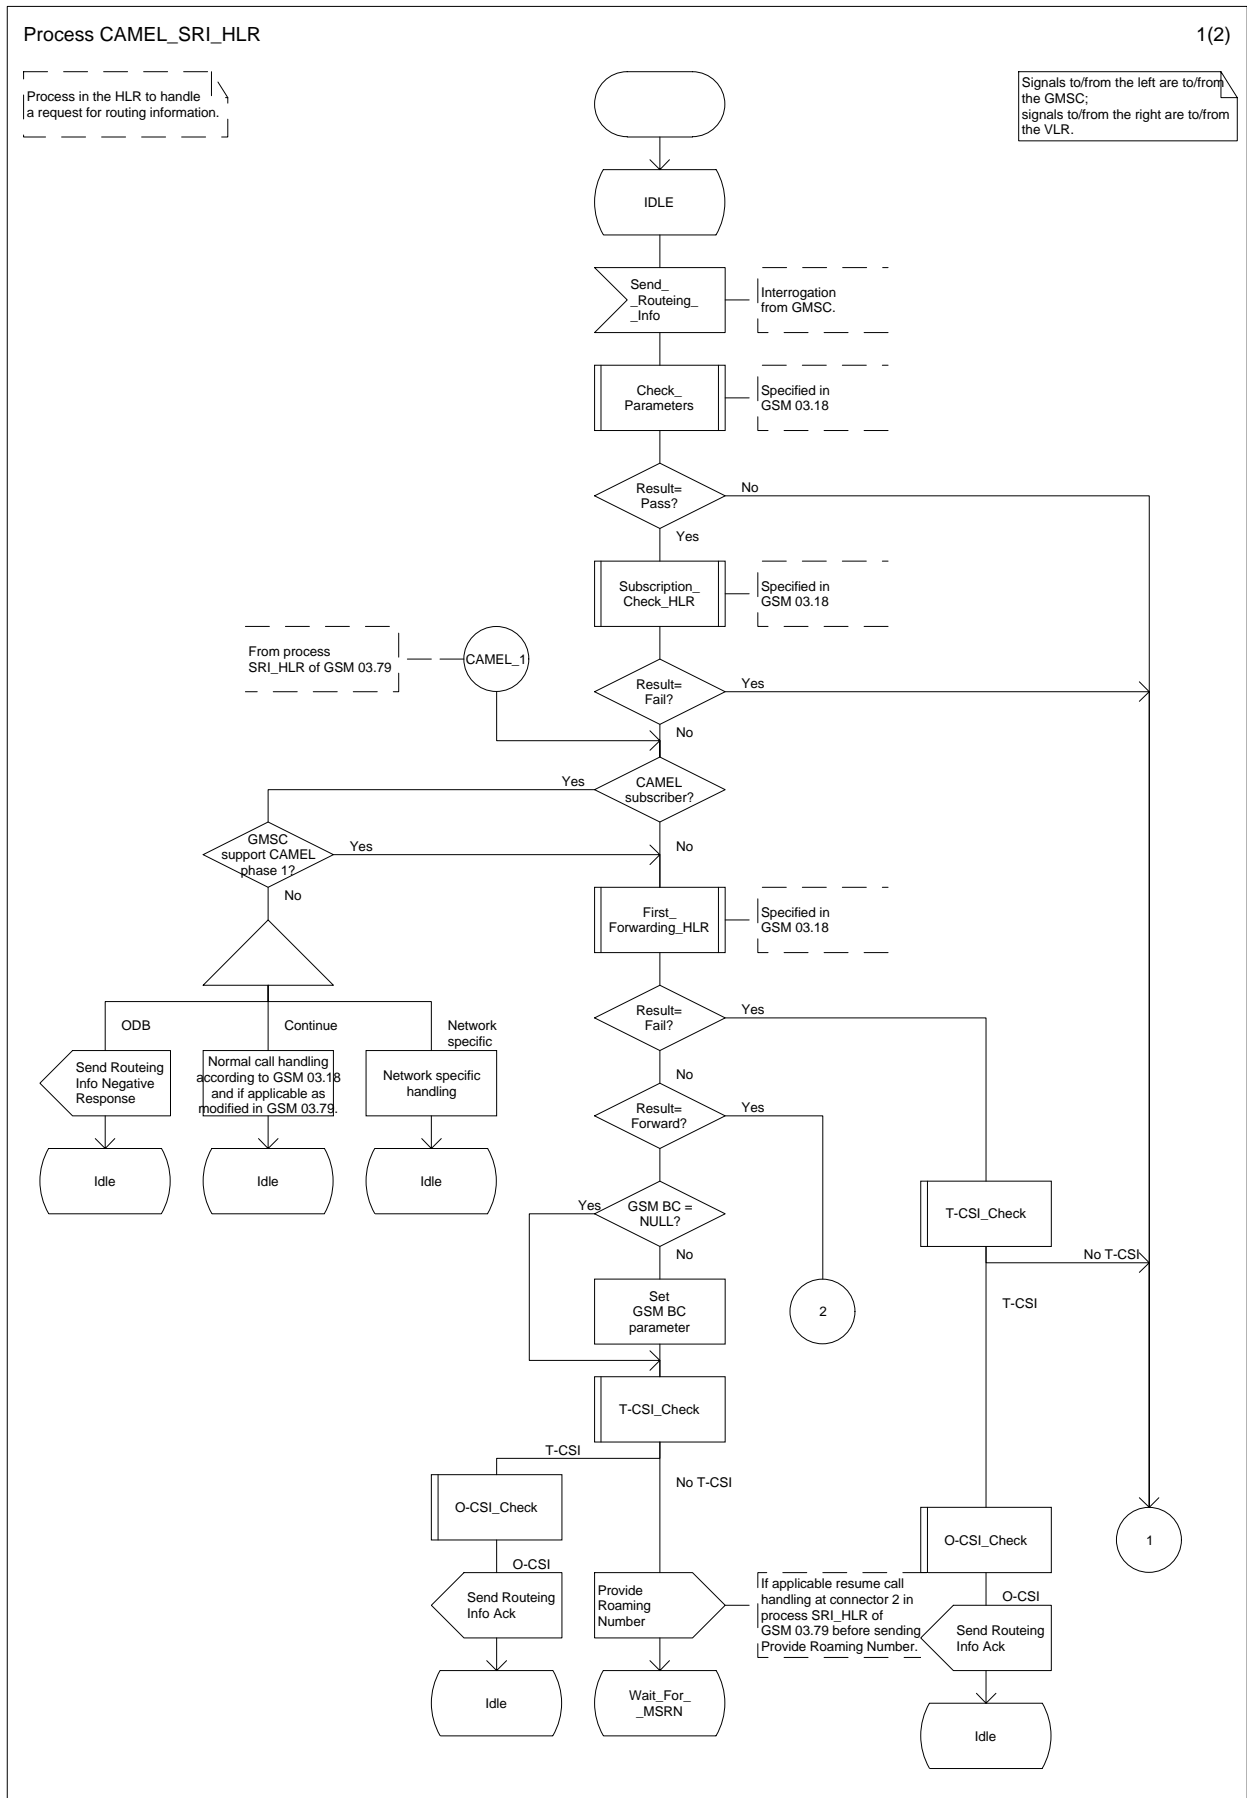 Process CAMEL_SRI_HLR
1(2)
Process in the HLR to handle
a request for routing information.
Signals to/from the left are to/from
the GMSC;
signals to/from the right are to/from
the VLR.
IDLE
Send_
_Routeing_
_Info
Interrogation
from GMSC.
Check_
Parameters
Specified in
GSM 03.18
Result=
Pass?
No
Yes
Subscription_
Check_HLR
Specified in
GSM 03.18
From process
SRI_HLR of GSM 03.79
CAMEL_1
Result=
Fail?
Yes
No
CAMEL
subscriber?
Yes
No
GMSC
support CAMEL
phase 1?
Yes
No
First_
Forwarding_HLR
Specified in
GSM 03.18
Result=
Fail?
Yes
No
ODB
Continue
Network
specific
Send Routeing
Info Negative
Response
Normal call handling
according to GSM 03.18
and if applicable as
modified in GSM 03.79.
Network specific
handling
Result=
Forward?
Yes
Idle
Idle
Idle
GSM BC =
NULL?
Yes
No
T-CSI_Check
No T-CSI
T-CSI
Set
GSM BC
parameter
2
T-CSI_Check
T-CSI
No T-CSI
O-CSI_Check
O-CSI
O-CSI_Check
1
O-CSI
Send Routeing
Info Ack
Provide
Roaming
Number
If applicable resume call
handling at connector 2 in
process SRI_HLR of
GSM 03.79 before sending
Provide Roaming Number.
Send Routeing
Info Ack
Idle
Wait_For_
_MSRN
Idle